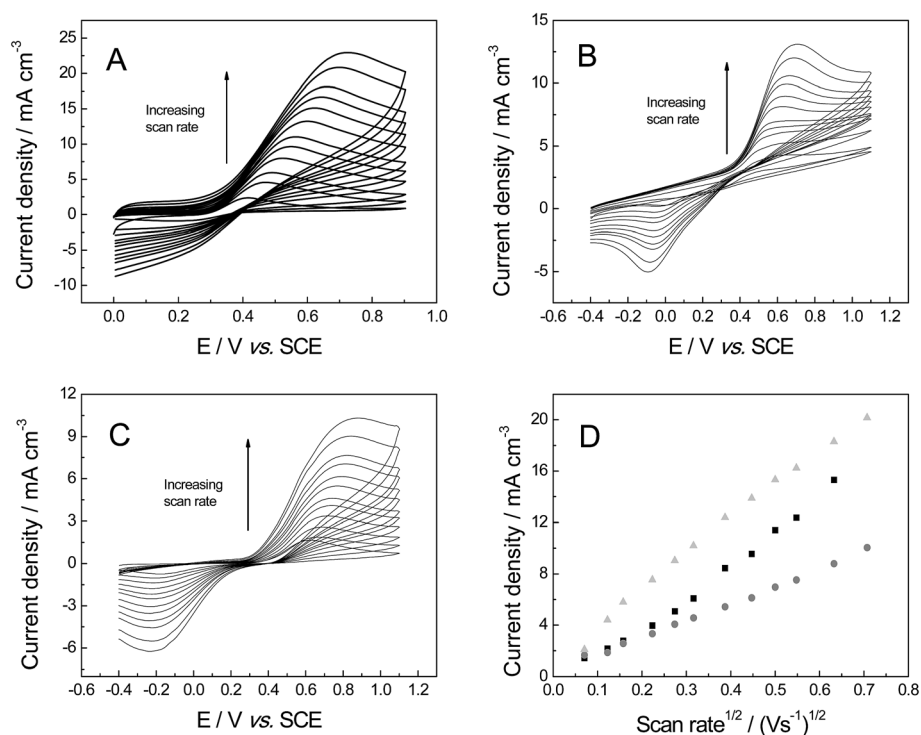 A
Increasing
scan rate
Current density / mA cm-3
25
20
15
10
5
0
-5
-10
0.0 0.2 0.4 0.6 0.8 1.0
E / V vs. SCE
B
Increasing
scan rate
Current density / mA cm-3
15
10
5
0
-5
-0.6 -0.4 -0.2 0.0 0.2 0.4 0.6 0.8 1.0
E / V vs. SCE
C
Increasing
scan rate
Current density / mA cm-3
12
9
6
3
0
-3
-6
-0.6 -0.4 -0.2 0.0 0.2 0.4 0.6 0.8 1.0 1.2
E / V vs. SCE
D
Current density / mA cm-3
20
16
12
8
4
0
0.0 0.1 0.2 0.3 0.4 0.5 0.6 0.7 0.8
Scan rate1/2 / (Vs-1)1/2